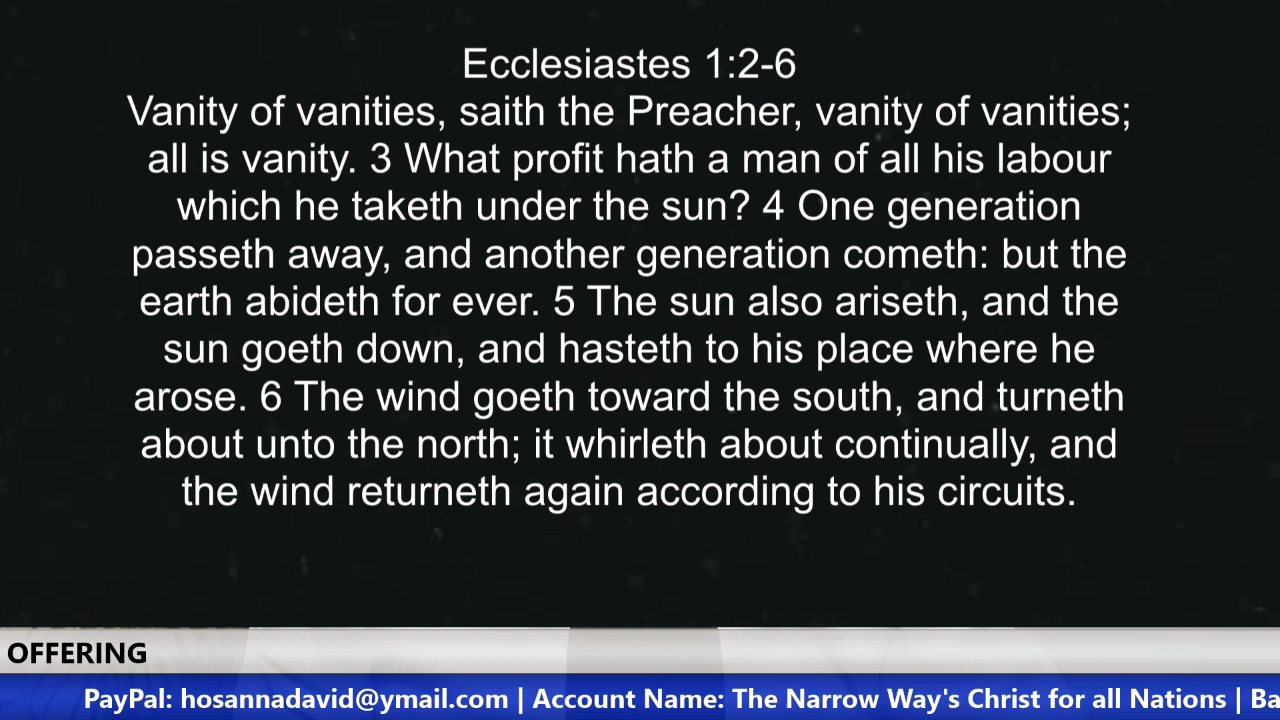 Ecclesiastes 1:2-6
Vanity of vanities, saith the Preacher, vanity of vanities;
all is vanity. 3 What profit hath a man of all his labour
which he taketh under the sun? 4 One generation
passeth away, and another generation cometh: but the
earth abideth for ever. 5 The sun also ariseth, and the
sun goeth down, and hasteth to his place where he
arose. 6 The wind goeth toward the south, and turneth
about unto the north; it whirleth about continually, and
the wind returneth again according to his circuits.
OFFERING
PayPal: hosannadavid@ymail.com | Account Name: The Narrow Way's Christ for all Nations |